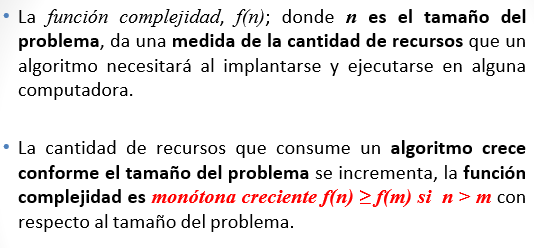 • La función complejidad, f(n); donde n es el tamaño del
problema, da una medida de la cantidad de recursos que un
algoritmo necesitará al implantarse y ejecutarse en alguna
computadora.
• La cantidad de recursos que consume un algoritmo crece
conforme el tamaño del problema se incrementa, la función
complejidad es monótona creciente f(n) ≥ f(m) si n > m con
respecto al tamaño del problema.